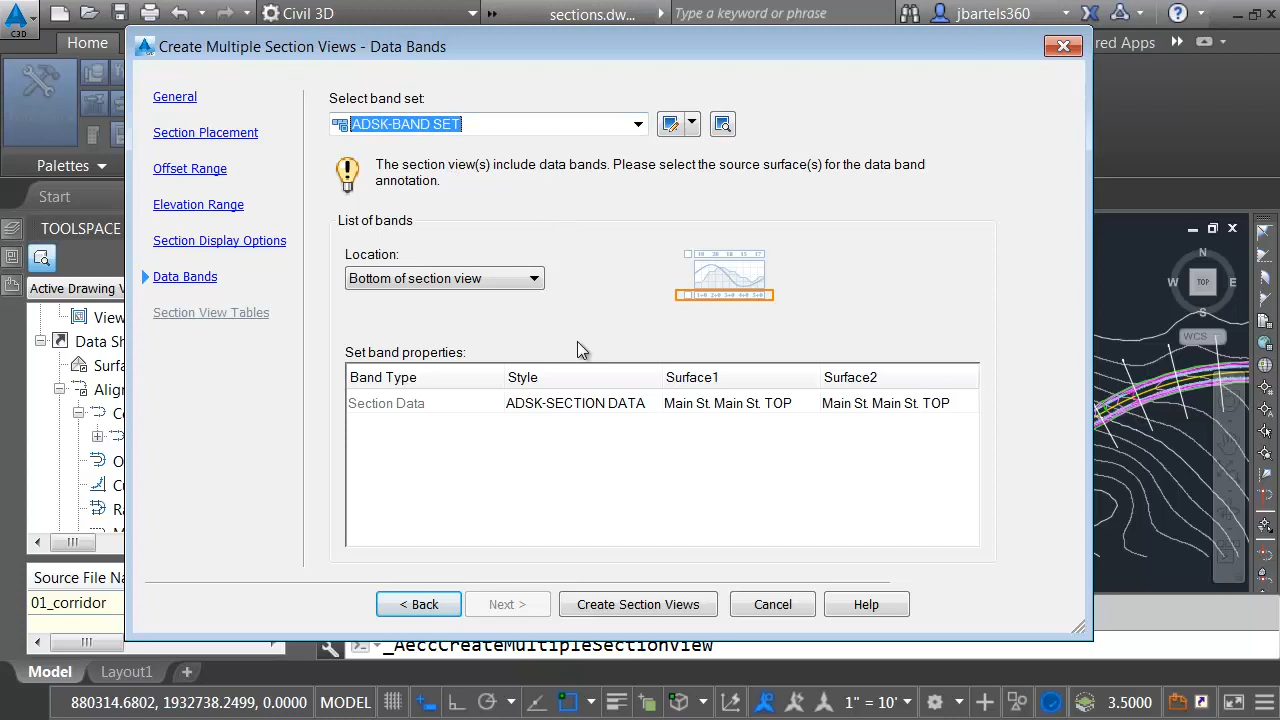 Civil 3D
sections.dw...
Type a keyword or phrase
jbartels360
C3D
Home
red Apps
Create Multiple Section Views - Data Bands
General
Section Placement
Offset Range
Elevation Range
Section Display Options
Data Bands
Section View Tables
Select band set:
ADSK-BAND SET
The section view(s) include data bands. Please select the source surface(s) for the data band
annotation.
List of bands
Location:
Bottom of section view
Set band properties:
Band Type Style Surface1 Surface2
Section Data ADSK-SECTION DATA Main St. Main St. TOP Main St. Main St. TOP
< Back
Next >
Create Section Views
Cancel
Help
Palettes
Start
TOOLSPACE
Active Drawing V
View
Data Sh
Surfa
Align
C
O
Cu
Ra
Source File Na
01_corridor
N
W
TOP
E
S
WCS
_AeccCreateMultipleSectionView
Model
Layout1
880314.6802, 1932738.2499, 0.0000
MODEL
1" = 10'
3.5000